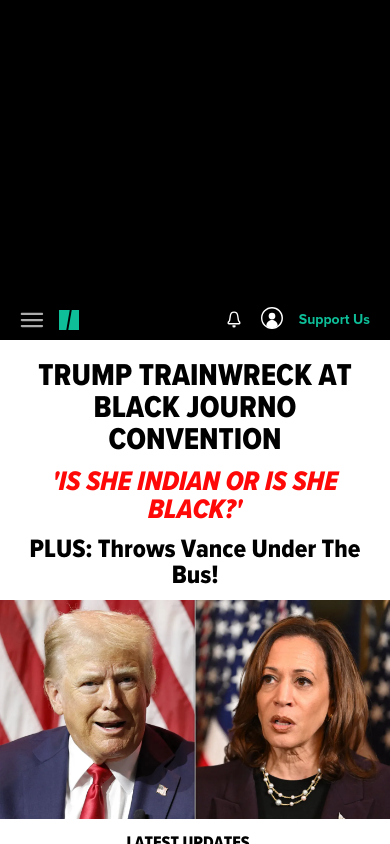 Support Us
TRUMP TRAINWRECK AT
BLACK JOURNO
CONVENTION
'IS SHE INDIAN OR IS SHE
BLACK?'
PLUS: Throws Vance Under The
Bus!
LATEST UPDATES